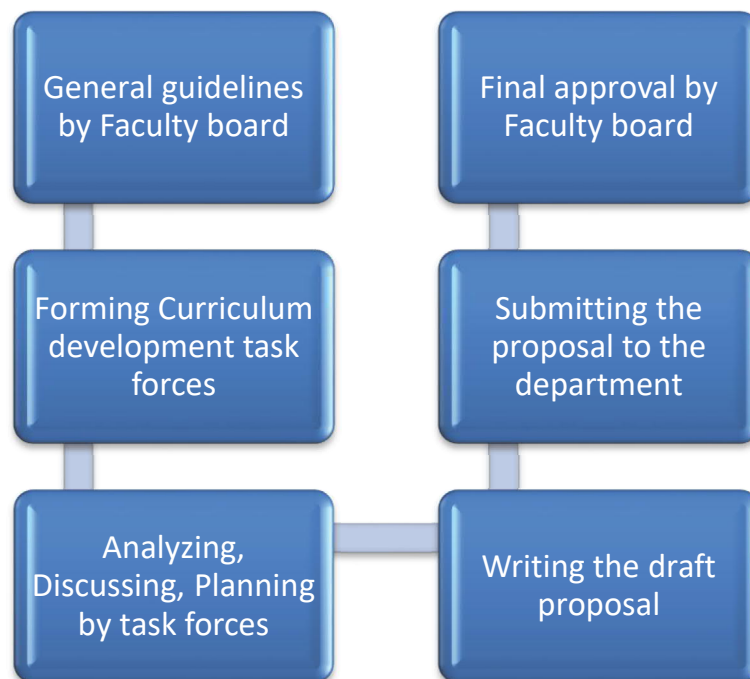 General guidelines
by Faculty board
Forming Curriculum
development task
forces
Analyzing,
Discussing, Planning
by task forces
Writing the draft
proposal
Submitting the
proposal to the
department
Final approval by
Faculty board